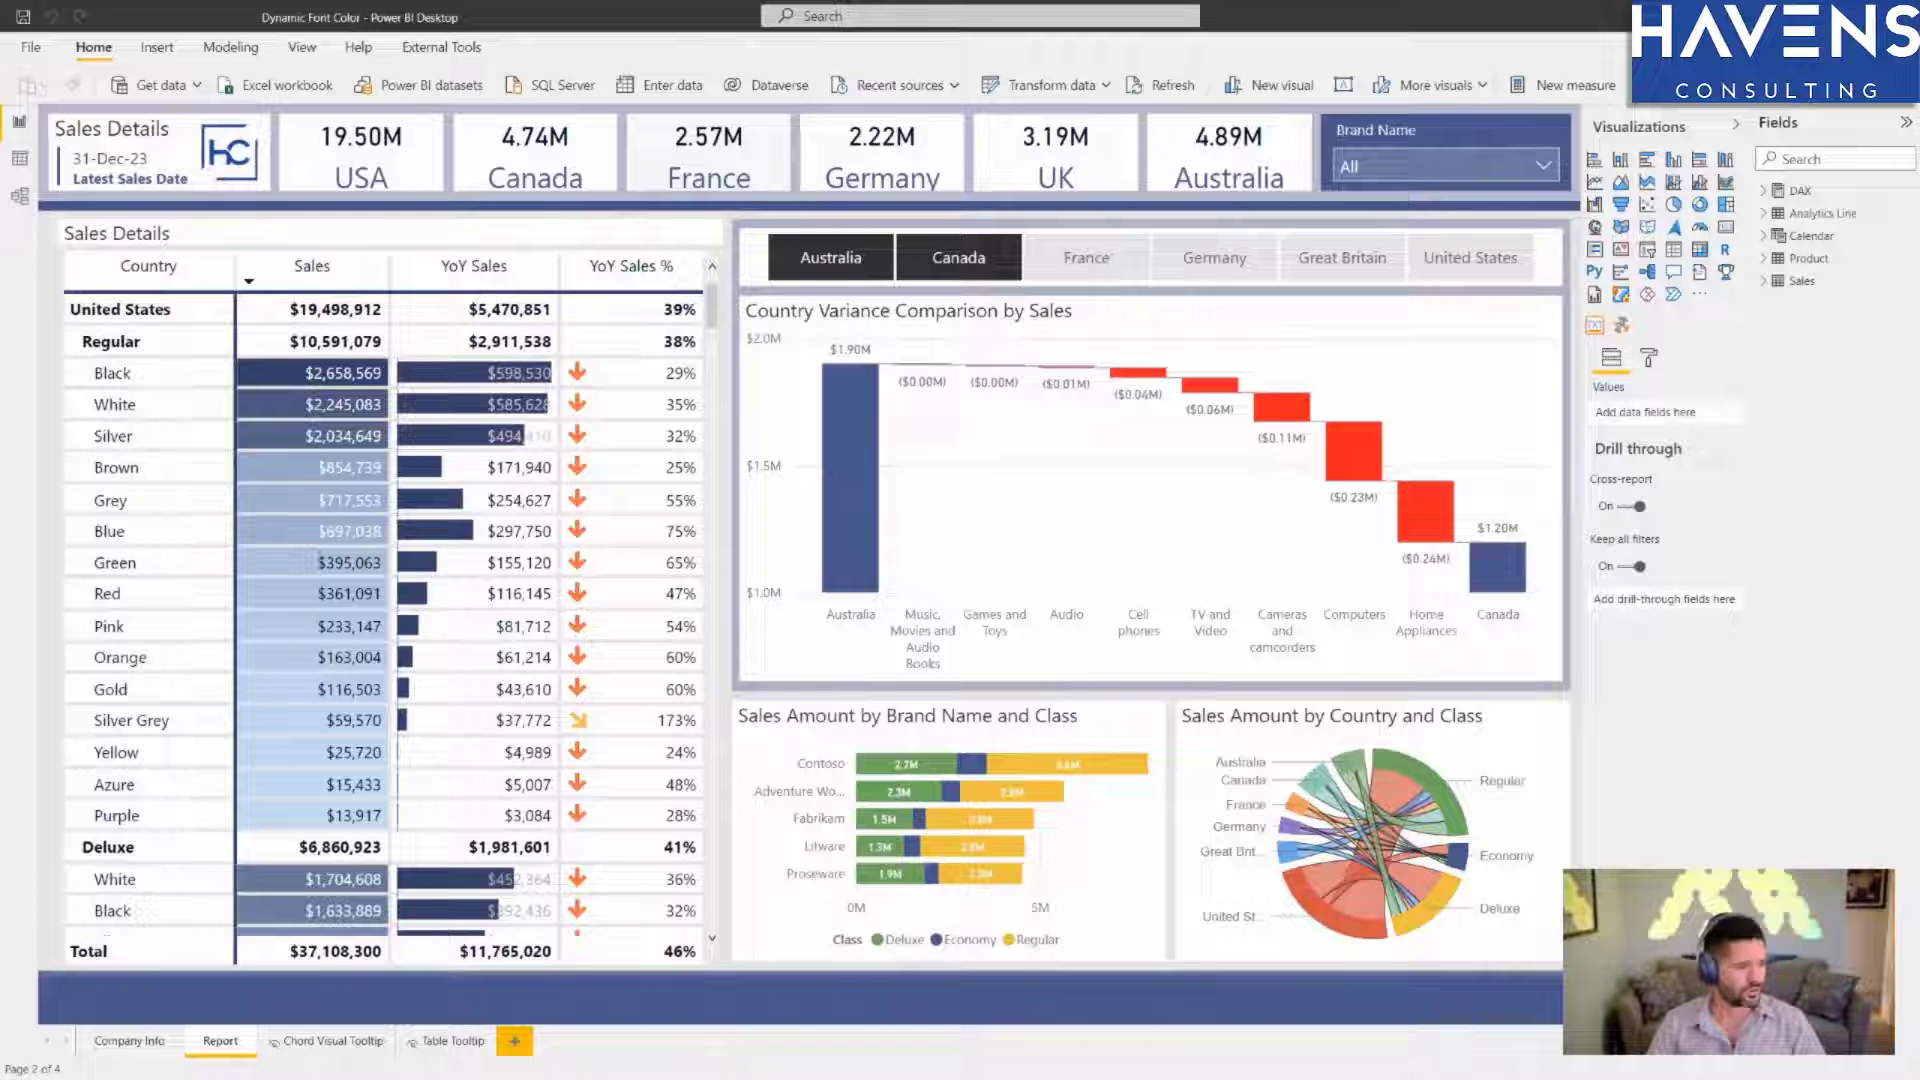 Dynamic Font Color - Power BI Desktop
Search
HAVENS
CONSULTING
File Home Insert Modeling View Help External Tools
Get data Excel workbook Power BI datasets SQL Server Enter data Dataverse Recent sources Transform data Refresh New visual More visuals New measure
Sales Details
31-Dec-23
Latest Sales Date
HC
19.50M
USA
4.74M
Canada
2.57M
France
2.22M
Germany
3.19M
UK
4.89M
Australia
Brand Name
All
Visualizations
Fields
Search
DAX
Analytics Line
Calendar
Product
Sales
Values
Add data fields here
Drill through
Cross-report
On
Keep all filters
On
Add drill-through fields here
Sales Details
Country Sales YoY Sales YoY Sales %
United States $19,498,912 $5,470,851 39%
Regular $10,591,079 $2,911,538 38%
Black $2,658,569 $598,530 29%
White $2,245,083 $585,628 35%
Silver $2,034,649 $494,410 32%
Brown $854,739 $171,940 25%
Grey $717,553 $254,627 55%
Blue $697,038 $297,750 75%
Green $395,063 $155,120 65%
Red $361,091 $116,145 47%
Pink $233,147 $81,712 54%
Orange $163,004 $61,214 60%
Gold $116,503 $43,610 60%
Silver Grey $59,570 $37,772 173%
Yellow $25,720 $4,989 24%
Azure $15,433 $5,007 48%
Purple $13,917 $3,084 28%
Deluxe $6,860,923 $1,981,601 41%
White $1,704,608 $452,364 36%
Black $1,633,889 $392,436 32%
Total $37,108,300 $11,765,020 46%
Australia Canada France Germany Great Britain United States
Country Variance Comparison by Sales
$2.0M
$1.5M
$1.0M
$1.90M
($0.00M)
($0.00M)
($0.01M)
($0.04M)
($0.06M)
($0.11M)
($0.23M)
($0.24M)
$1.20M
Australia
Music,
Movies and
Audio
Books
Games and
Toys
Audio
Cell
phones
TV and
Video
Cameras
and
camcorders
Computers
Home
Appliances
Canada
Sales Amount by Brand Name and Class
Contoso 2.7M
Adventure Wo... 2.3M
Fabrikam 1.5M
Litware 1.3M
Proseware 1.9M
0M 5M
Class Deluxe Economy Regular
Sales Amount by Country and Class
Australia
Canada
France
Germany
Great Brit...
United St...
Regular
Economy
Deluxe
Company Info Report Chord Visual Tooltip Table Tooltip +
Page 2 of 4